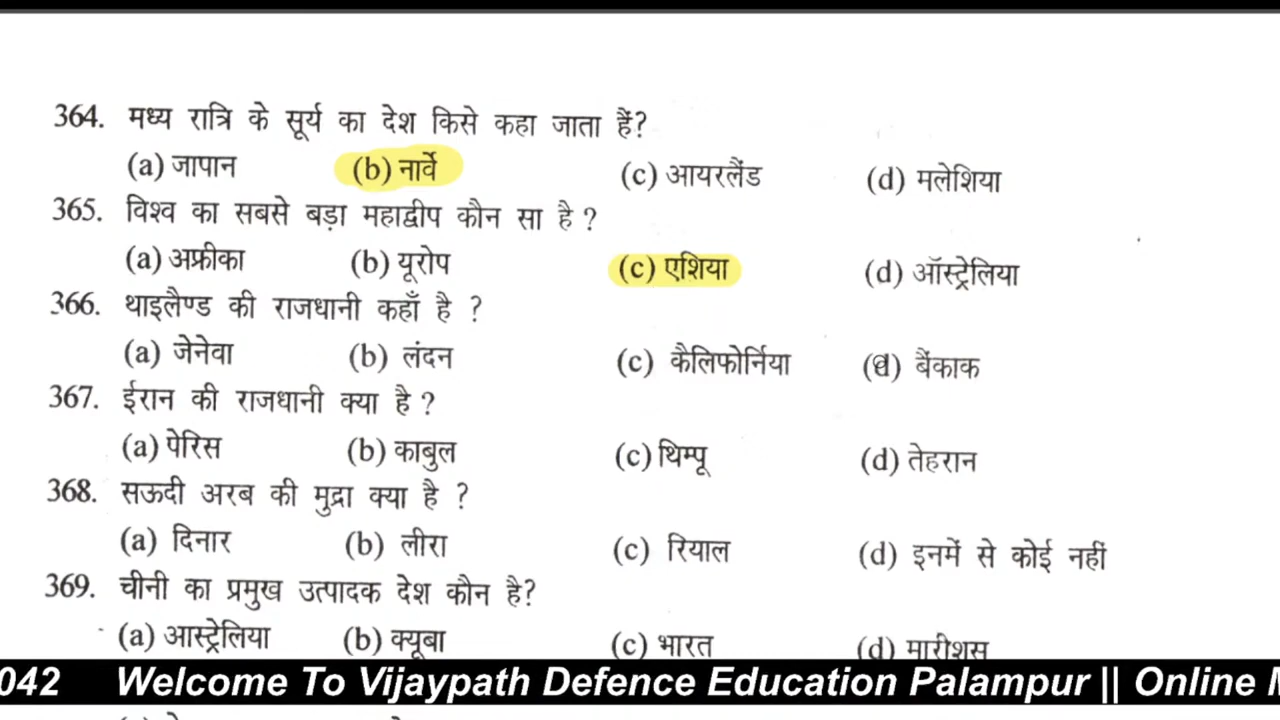 364. मध्य रात्रि के सूर्य का देश किसे कहा जाता हैं?
(a) जापान (b) नार्वे (c) आयरलैंड (d) मलेशिया
365. विश्व का सबसे बड़ा महाद्वीप कौन सा है ?
(a) अफ्रीका (b) यूरोप (c) एशिया (d) ऑस्ट्रेलिया
366. थाइलैण्ड की राजधानी कहाँ है ?
(a) जेनेवा (b) लंदन (c) कैलिफोर्निया (d) बैंकाक
367. ईरान की राजधानी क्या है ?
(a) पेरिस (b) काबुल (c) थिम्पू (d) तेहरान
368. सऊदी अरब की मुद्रा क्या है ?
(a) दिनार (b) लीरा (c) रियाल (d) इनमें से कोई नहीं
369. चीनी का प्रमुख उत्पादक देश कौन है?
(a) आस्ट्रेलिया (b) क्यूबा (c) भारत (d) मारीशस
042 Welcome To Vijaypath Defence Education Palampur || Online